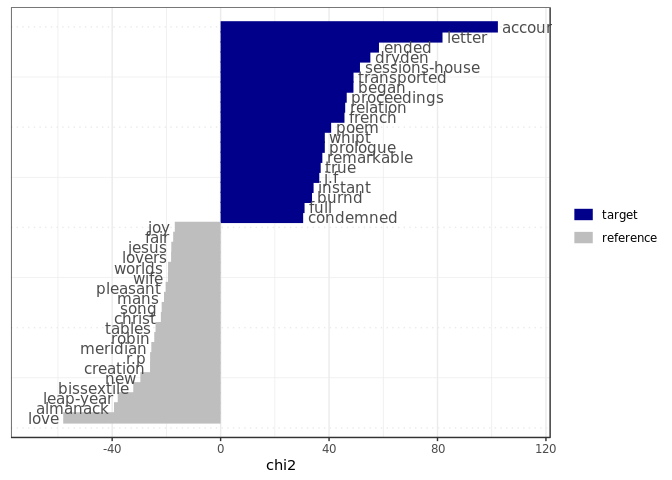 accour
letter
ended
dryden
sessions-house
transported
began
proceedings
relation
french
poem
whipt
prologue
remarkable
true
j.f
instant
burnd
full
condemned
joy
fair
jesus
lovers
worlds
wife
pleasant
mans
song
christ
tables
robin
meridian
r.p
creation
new
bissextile
leap-year
almanack
love
target
reference
-40 0 40 80 120
chi2